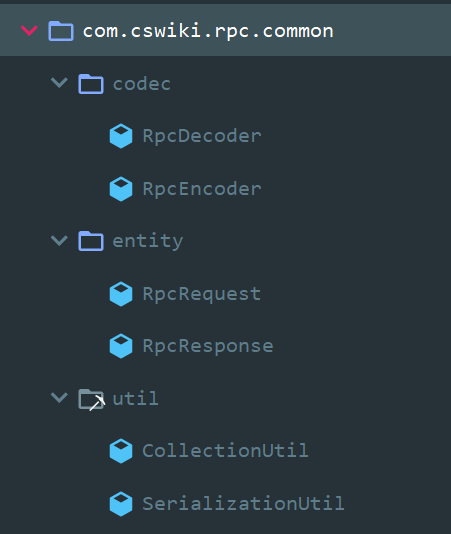 com.cswiki.rpc.common
codec
RpcDecoder
RpcEncoder
entity
RpcRequest
RpcResponse
util
CollectionUtil
SerializationUtil